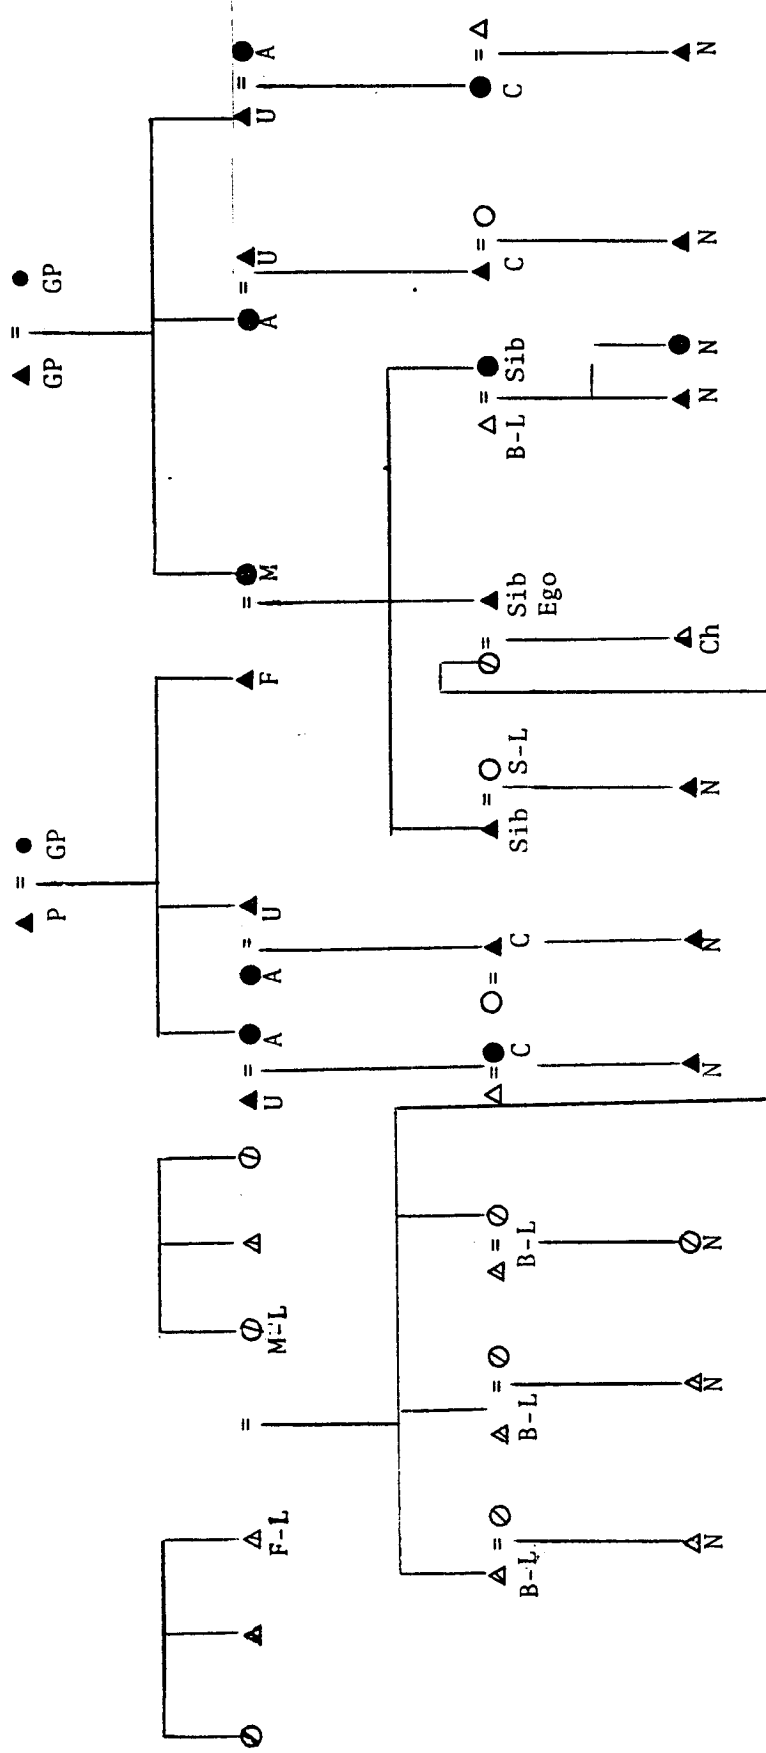 P GP GP GP
F-L M-L U A A U F M A U U A
B-L B-L B-L C C Sib S-L Sib B-L Sib C C
Ego
N N N N N N Ch N N N N